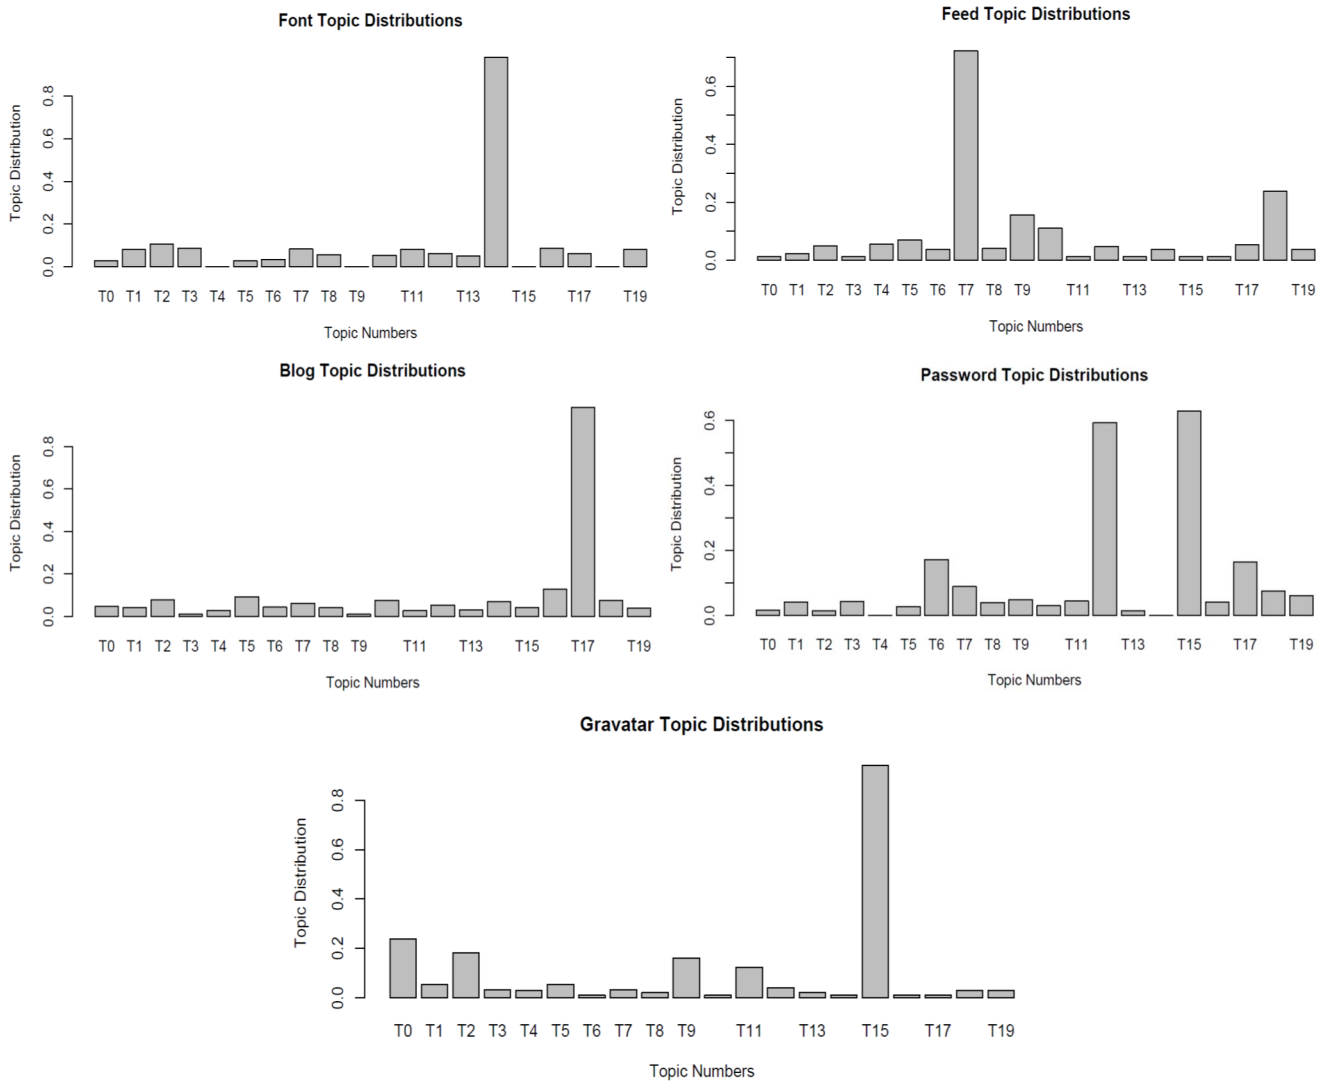 Font Topic Distributions
Topic Distribution
0.0 0.2 0.4 0.6 0.8
T0 T1 T2 T3 T4 T5 T6 T7 T8 T9 T11 T13 T15 T17 T19
Topic Numbers
Feed Topic Distributions
Topic Distribution
0.0 0.2 0.4 0.6
T0 T1 T2 T3 T4 T5 T6 T7 T8 T9 T11 T13 T15 T17 T19
Topic Numbers
Blog Topic Distributions
Topic Distribution
0.0 0.2 0.4 0.6 0.8
T0 T1 T2 T3 T4 T5 T6 T7 T8 T9 T11 T13 T15 T17 T19
Topic Numbers
Password Topic Distributions
Topic Distribution
0.0 0.2 0.4 0.6
T0 T1 T2 T3 T4 T5 T6 T7 T8 T9 T11 T13 T15 T17 T19
Topic Numbers
Gravatar Topic Distributions
Topic Distribution
0.0 0.2 0.4 0.6 0.8
T0 T1 T2 T3 T4 T5 T6 T7 T8 T9 T11 T13 T15 T17 T19
Topic Numbers